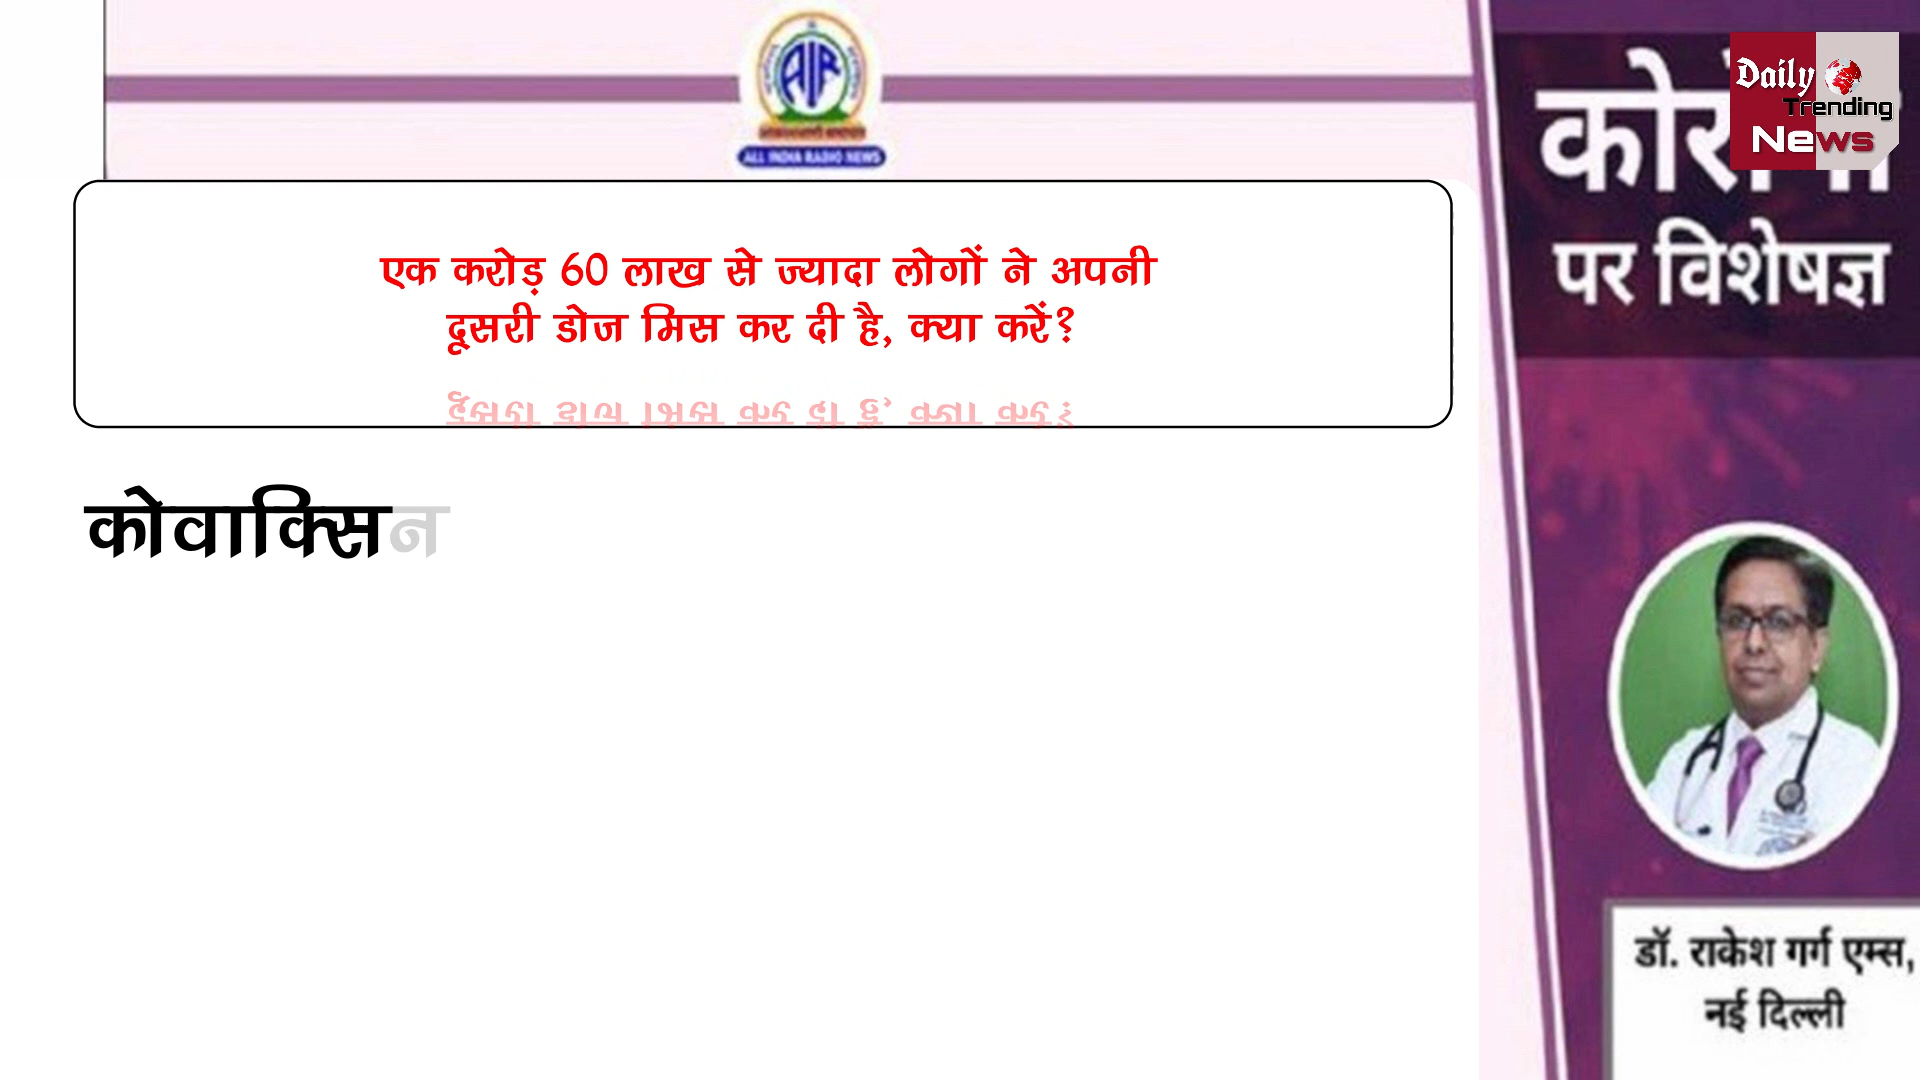 AIR
ALL INDIA RADIO NEWS
Daily
Trending
News
पर विशेषज्ञ
एक करोड़ 60 लाख से ज्यादा लोगों ने अपनी
दूसरी डोज मिस कर दी है, क्या करें?
कोवाक्सिन
डॉ. राकेश गर्ग एम्स,
नई दिल्ली